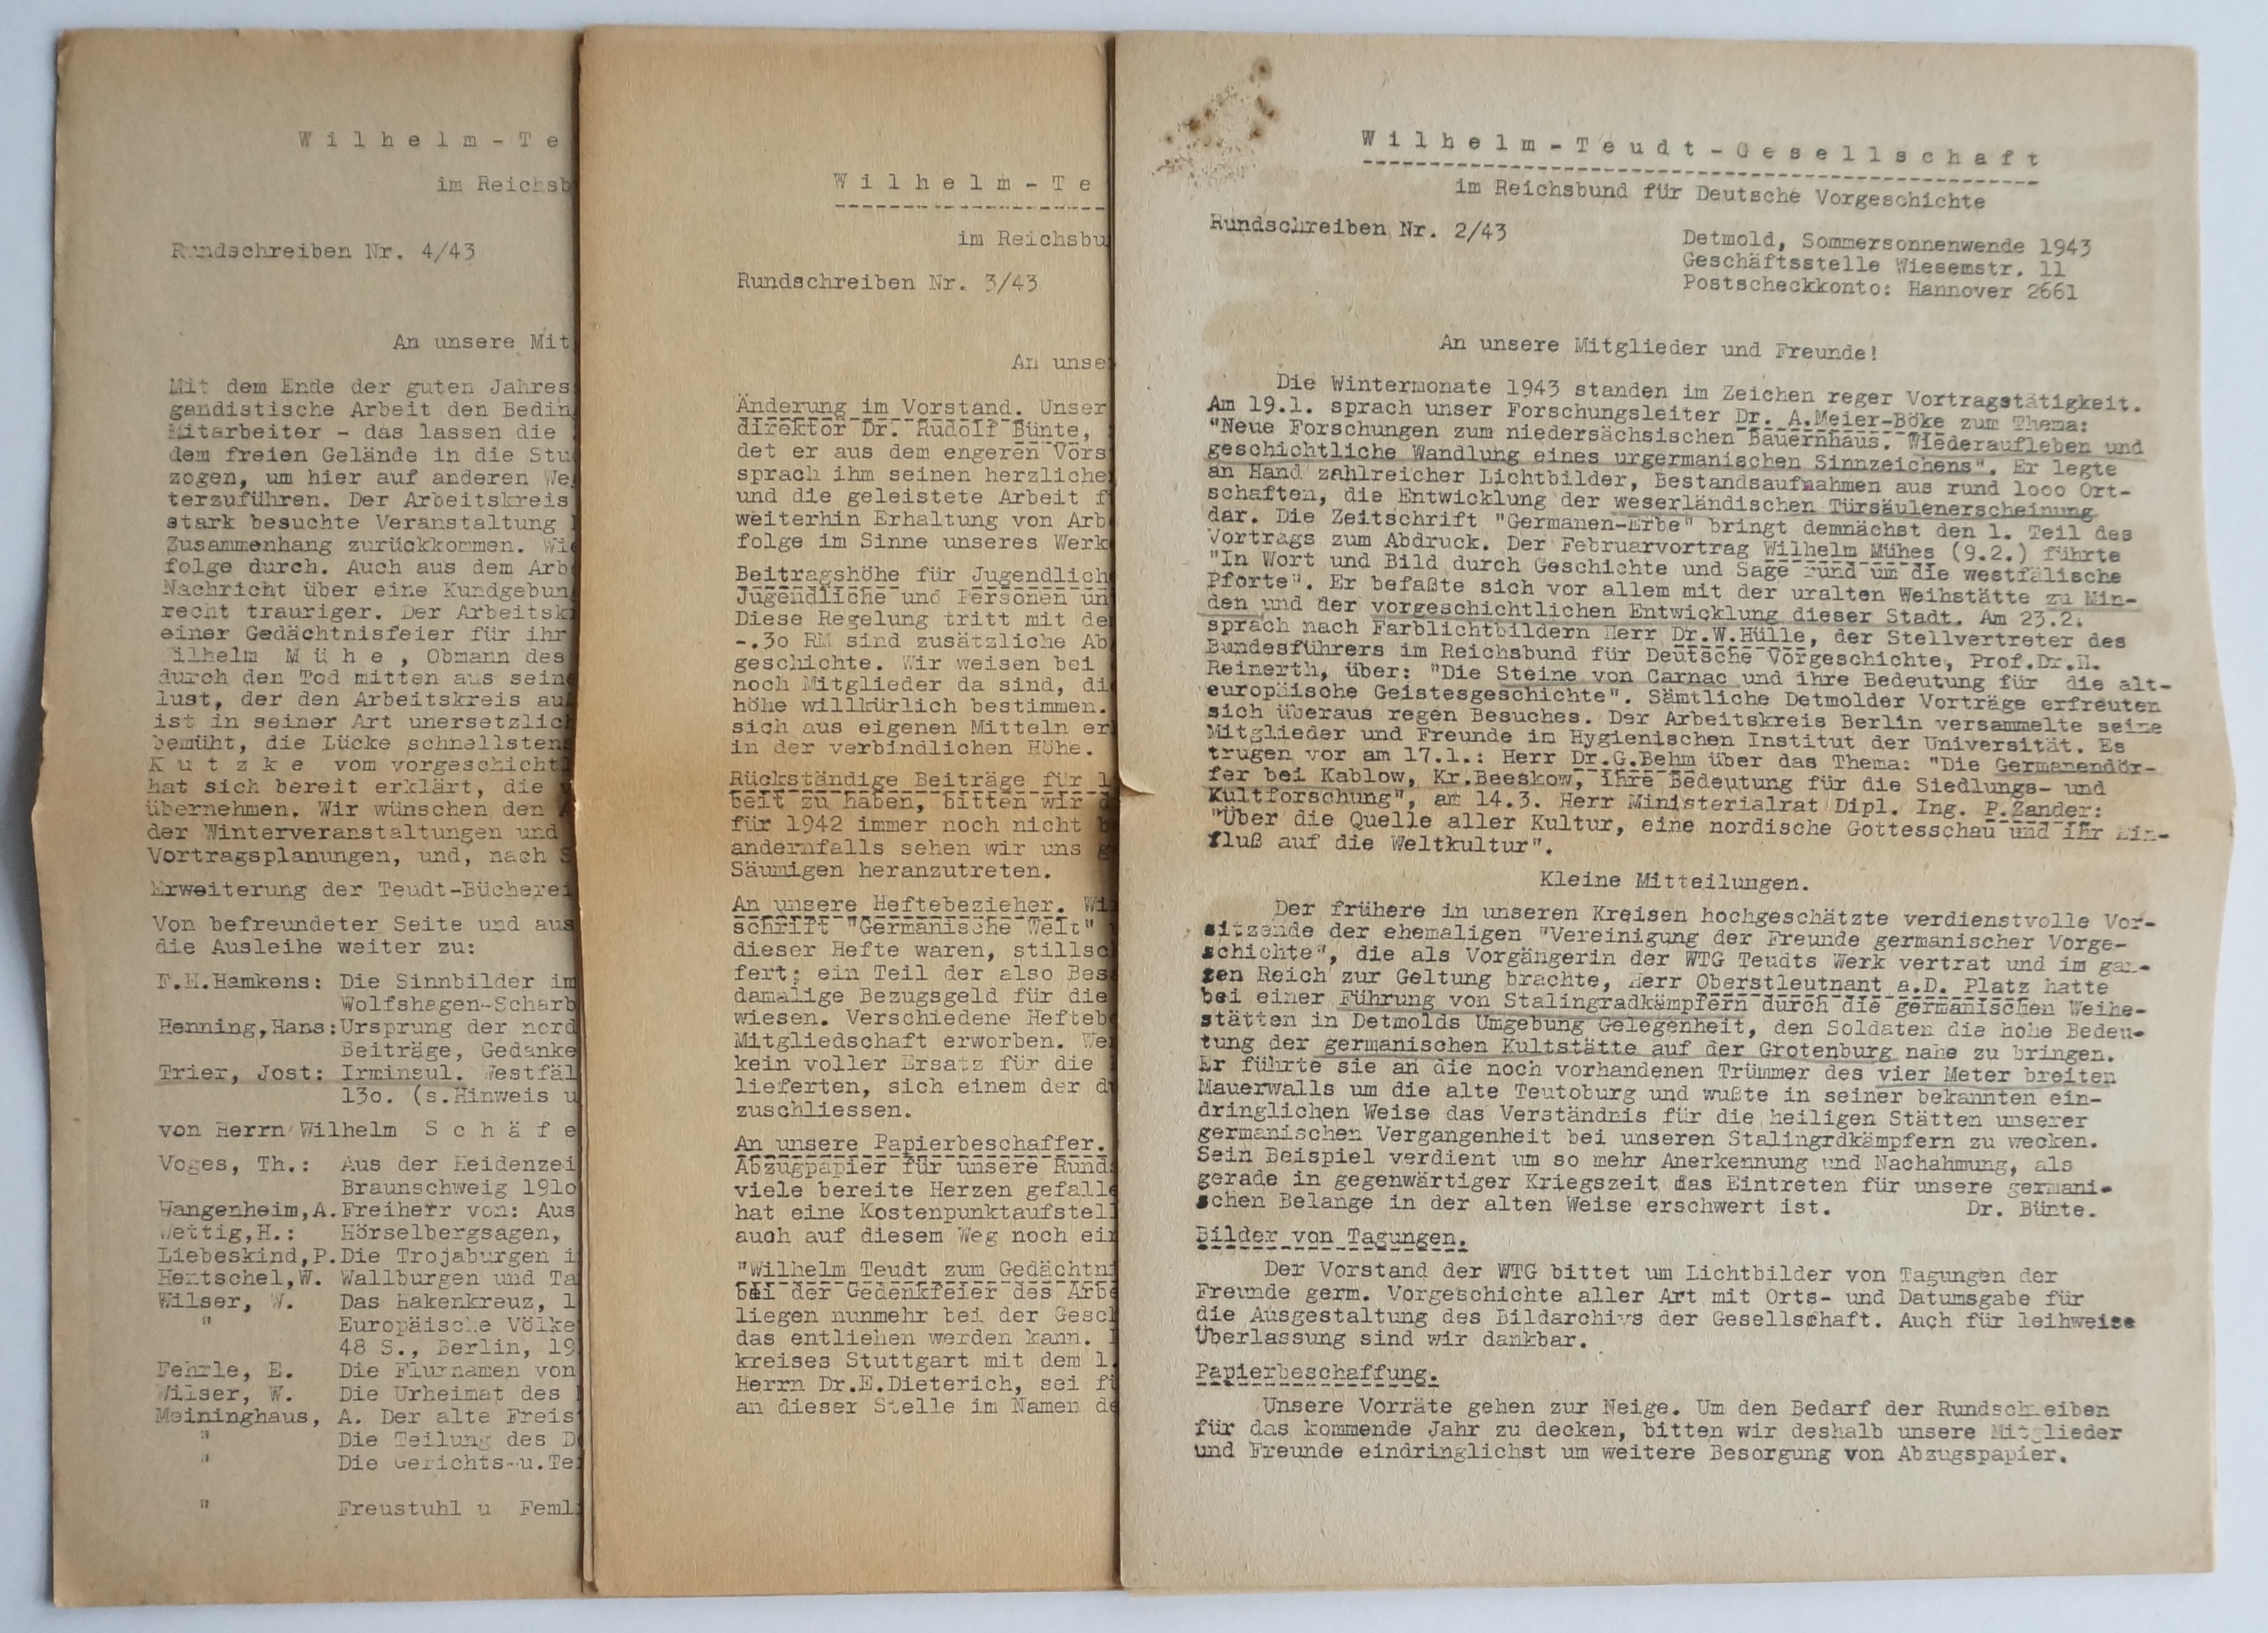 Wilhelm-Te
im Reichsb
Rundschreiben Nr. 4/43
An unsere Mit
Mit dem Ende der guten Jahres
gandistische Arbeit den Bedin
Mitarbeiter - das lassen die
dem freien Gelände in die Stu
zogen, um hier auf anderen We
terzuführen. Der Arbeitskreis
stark besuchte Veranstaltung
Zusammenhang zurückkommen. Wi
folge durch. Auch aus dem Arb
Nachricht über eine Kundgebun
recht trauriger. Der Arbeitsk
einer Gedächtnisfeier für ihr
Wilhelm M ü h e , Obmann des
durch den Tod mitten aus sein
lust, der den Arbeitskreis au
ist in seiner Art unersetzlic
bemüht, die Lücke schnellsten
K u t z k e vom vorgeschicht
hat sich bereit erklärt, die
übernehmen. Wir wünschen den
der Winterveranstaltungen und
Vortragsplanungen, und, nach
Erweiterung der Teudt-Bücherei
Von befreundeter Seite und aus
die Ausleihe weiter zu:
F.H.Hamkens: Die Sinnbilder im
Wolfshagen-Scharb
Henning,Hans:Ursprung der nord
Beiträge, Gedanke
Trier, Jost: Irminsul. Westfäl
13o. (s.Hinweis u
von Herrn Wilhelm S c h ä f e
Voges, Th.: Aus der Heidenzei
Braunschweig 191o
Wangenheim,A.Freiherr von: Aus
Wettig,H.: Hörselbergsagen,
Liebeskind,P.Die Trojaburgen i
Hentschel,W. Wallburgen und Ta
Wilser, W. Das Hakenkreuz, 1
" Europäische Völke
48 S., Berlin, 19
Fehrle, E. Die Flurnamen von
Wilser, W. Die Urheimat des
Meininghaus, A. Der alte Freis
" Die Teilung des D
" Die Gerichts-u.Te
" Freustuhl u Feml
Wilhelm-Te
im Reichsbu
Rundschreiben Nr. 3/43
An unse
Änderung im Vorstand. Unser
direktor Dr. Rudolf Bünte,
det er aus dem engeren Vors
sprach ihm seinen herzliche
und die geleistete Arbeit f
weiterhin Erhaltung von Arb
folge im Sinne unseres Werk
Beitragshöhe für Jugendlich
Jugendliche und Personen un
Diese Regelung tritt mit de
-.3o RM sind zusätzliche Ab
geschichte. Wir weisen bei
noch Mitglieder da sind, di
höhe willkürlich bestimmen.
sich aus eigenen Mitteln er
in der verbindlichen Höhe.
Rückständige Beiträge für 1
beit zu haben, bitten wir
für 1942 immer noch nicht
andernfalls sehen wir uns
Säumigen heranzutreten.
An unsere Heftebezieher. Wi
schrift "Germanische Welt"
dieser Hefte waren, stillsc
fert; ein Teil der also Bes
damalige Bezugsgeld für die
wiesen. Verschiedene Hefteb
Mitgliedschaft erworben. We
kein voller Ersatz für die
lieferten, sich einem der d
zuschliessen.
An unsere Papierbeschaffer.
Abzugpapier für unsere Rund
viele bereite Herzen gefalle
hat eine Kostenpunktaufstel
auch auf diesem Weg noch ein
"Wilhelm Teudt zum Gedächtn
bei der Gedenkfeier des Arbe
liegen nunmehr bei der Gesc
das entliehen werden kann.
kreises Stuttgart mit dem 1.
Herrn Dr.E.Dieterich, sei f
an dieser Stelle im Namen de
Wilhelm-Teudt-Gesellschaft
im Reichsbund für Deutsche Vorgeschichte
Rundschreiben Nr. 2/43
Detmold, Sommersonnenwende 1943
Geschäftsstelle Wiesemstr. 11
Postscheckkonto: Hannover 2661
An unsere Mitglieder und Freunde!
Die Wintermonate 1943 standen im Zeichen reger Vortragstätigkeit.
Am 19.1. sprach unser Forschungsleiter Dr. A.Meier-Böke zum Thema:
"Neue Forschungen zum niedersächsischen Bauernhaus. Wiederaufleben und
geschichtliche Wandlung eines urgermanischen Sinnzeichens". Er legte
an Hand zahlreicher Lichtbilder, Bestandsaufnahmen aus rund 1ooo Ort-
schaften, die Entwicklung der weserländischen Türsäulenerscheinung
dar. Die Zeitschrift "Germanen-Erbe" bringt demnächst den 1. Teil des
Vortrags zum Abdruck. Der Februarvortrag Wilhelm Mühes (9.2.) führte
"In Wort und Bild durch Geschichte und Sage rund um die westfälische
Pforte". Er befaßte sich vor allem mit der uralten Weihstätte zu Min-
den und der vorgeschichtlichen Entwicklung dieser Stadt. Am 23.2.
sprach nach Farblichtbildern Herr Dr.W.Hülle, der Stellvertreter des
Bundesführers im Reichsbund für Deutsche Vorgeschichte, Prof.Dr.H.
Reinerth, über: "Die Steine von Carnac und ihre Bedeutung für die alt-
europäische Geistesgeschichte". Sämtliche Detmolder Vorträge erfreuten
sich überaus regen Besuches. Der Arbeitskreis Berlin versammelte seine
Mitglieder und Freunde im Hygienischen Institut der Universität. Es
trugen vor am 17.1.: Herr Dr.G.Behm über das Thema: "Die Germanendör-
fer bei Kablow, Kr.Beeskow, ihre Bedeutung für die Siedlungs- und
Kultforschung", am 14.3. Herr Ministerialrat Dipl. Ing. P.Zander:
"Über die Quelle aller Kultur, eine nordische Gottesschau und ihr Ein-
fluß auf die Weltkultur".
Kleine Mitteilungen.
Der frühere in unseren Kreisen hochgeschätzte verdienstvolle Vor-
sitzende der ehemaligen "Vereinigung der Freunde germanischer Vorge-
schichte", die als Vorgängerin der WTG Teudts Werk vertrat und im gan-
zen Reich zur Geltung brachte, Herr Oberstleutnant a.D. Platz hatte
bei einer Führung von Stalingradkämpfern durch die germanischen Weihe-
stätten in Detmolds Umgebung Gelegenheit, den Soldaten die hohe Bedeu-
tung der germanischen Kultstätte auf der Grotenburg nahe zu bringen.
Er führte sie an die noch vorhandenen Trümmer des vier Meter breiten
Mauerwalls um die alte Teutoburg und wußte in seiner bekannten ein-
dringlichen Weise das Verständnis für die heiligen Stätten unserer
germanischen Vergangenheit bei unseren Stalingrdkämpfern zu wecken.
Sein Beispiel verdient um so mehr Anerkennung und Nachahmung, als
gerade in gegenwärtiger Kriegszeit das Eintreten für unsere germani-
schen Belange in der alten Weise erschwert ist. Dr. Bünte.
Bilder von Tagungen.
Der Vorstand der WTG bittet um Lichtbilder von Tagungen der
Freunde germ. Vorgeschichte aller Art mit Orts- und Datumsgabe für
die Ausgestaltung des Bildarchivs der Gesellschaft. Auch für leihweise
Überlassung sind wir dankbar.
Papierbeschaffung.
Unsere Vorräte gehen zur Neige. Um den Bedarf der Rundschreiben
für das kommende Jahr zu decken, bitten wir deshalb unsere Mitglieder
und Freunde eindringlichst um weitere Besorgung von Abzugspapier.